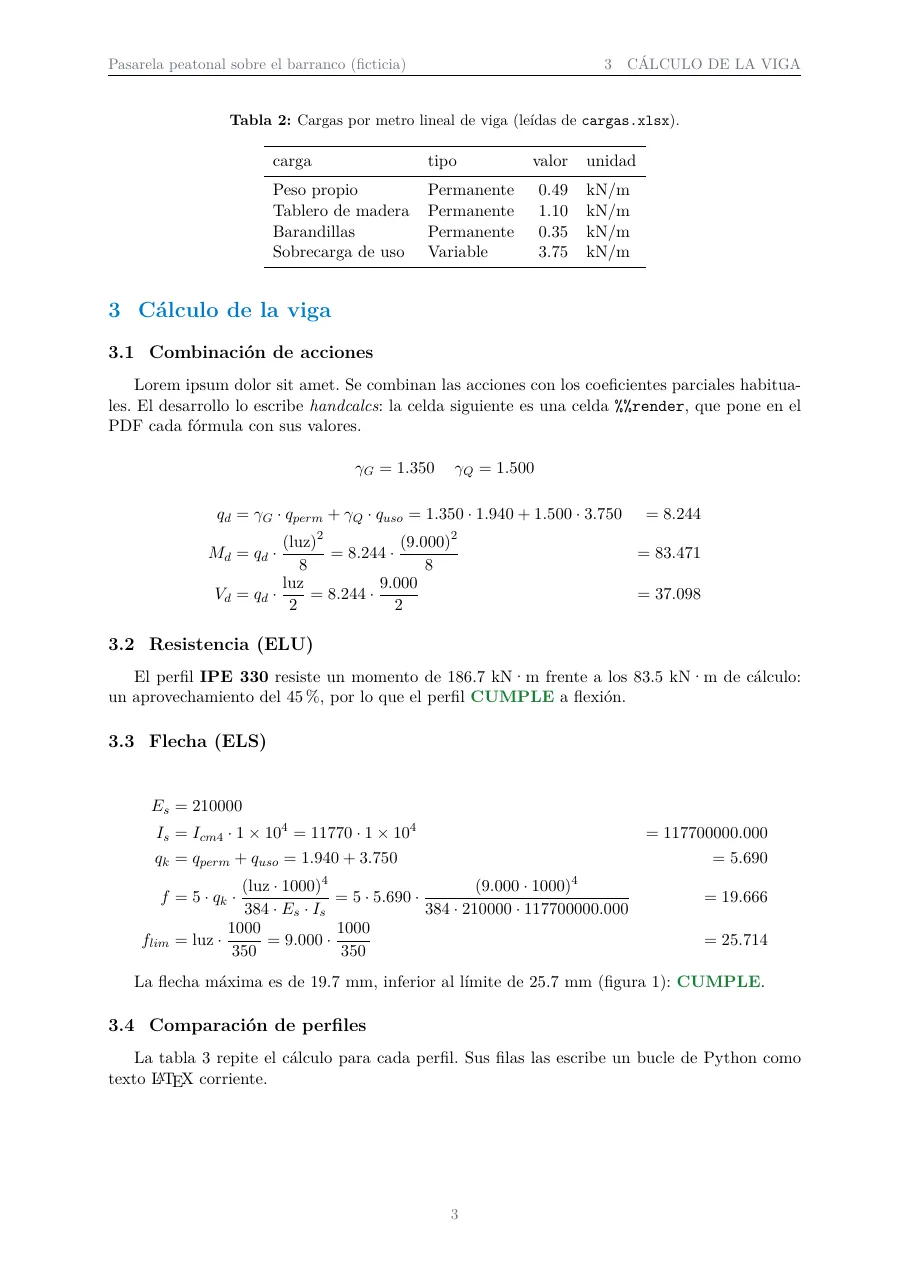 Pasarela peatonal sobre el barranco (ficticia) 3 CÁLCULO DE LA VIGA
Tabla 2: Cargas por metro lineal de viga (leídas de cargas.xlsx).
carga tipo valor unidad
Peso propio Permanente 0.49 kN/m
Tablero de madera Permanente 1.10 kN/m
Barandillas Permanente 0.35 kN/m
Sobrecarga de uso Variable 3.75 kN/m
3 Cálculo de la viga
3.1 Combinación de acciones
Lorem ipsum dolor sit amet. Se combinan las acciones con los coeficientes parciales habitua-
les. El desarrollo lo escribe handcalcs: la celda siguiente es una celda %%render, que pone en el
PDF cada fórmula con sus valores.
γ_G = 1.350 γ_Q = 1.500
q_d = γ_G · q_perm + γ_Q · q_uso = 1.350 · 1.940 + 1.500 · 3.750 = 8.244
M_d = q_d · (luz)^2 / 8 = 8.244 · (9.000)^2 / 8 = 83.471
V_d = q_d · luz / 2 = 8.244 · 9.000 / 2 = 37.098
3.2 Resistencia (ELU)
El perfil IPE 330 resiste un momento de 186.7 kN · m frente a los 83.5 kN · m de cálculo:
un aprovechamiento del 45 %, por lo que el perfil CUMPLE a flexión.
3.3 Flecha (ELS)
E_s = 210000
I_s = I_cm4 · 1 × 10^4 = 11770 · 1 × 10^4 = 117700000.000
q_k = q_perm + q_uso = 1.940 + 3.750 = 5.690
f = 5 · q_k · (luz · 1000)^4 / 384 · E_s · I_s = 5 · 5.690 · (9.000 · 1000)^4 / 384 · 210000 · 117700000.000 = 19.666
f_lim = luz · 1000 / 350 = 9.000 · 1000 / 350 = 25.714
La flecha máxima es de 19.7 mm, inferior al límite de 25.7 mm (figura 1): CUMPLE.
3.4 Comparación de perfiles
La tabla 3 repite el cálculo para cada perfil. Sus filas las escribe un bucle de Python como
texto LATEX corriente.
3